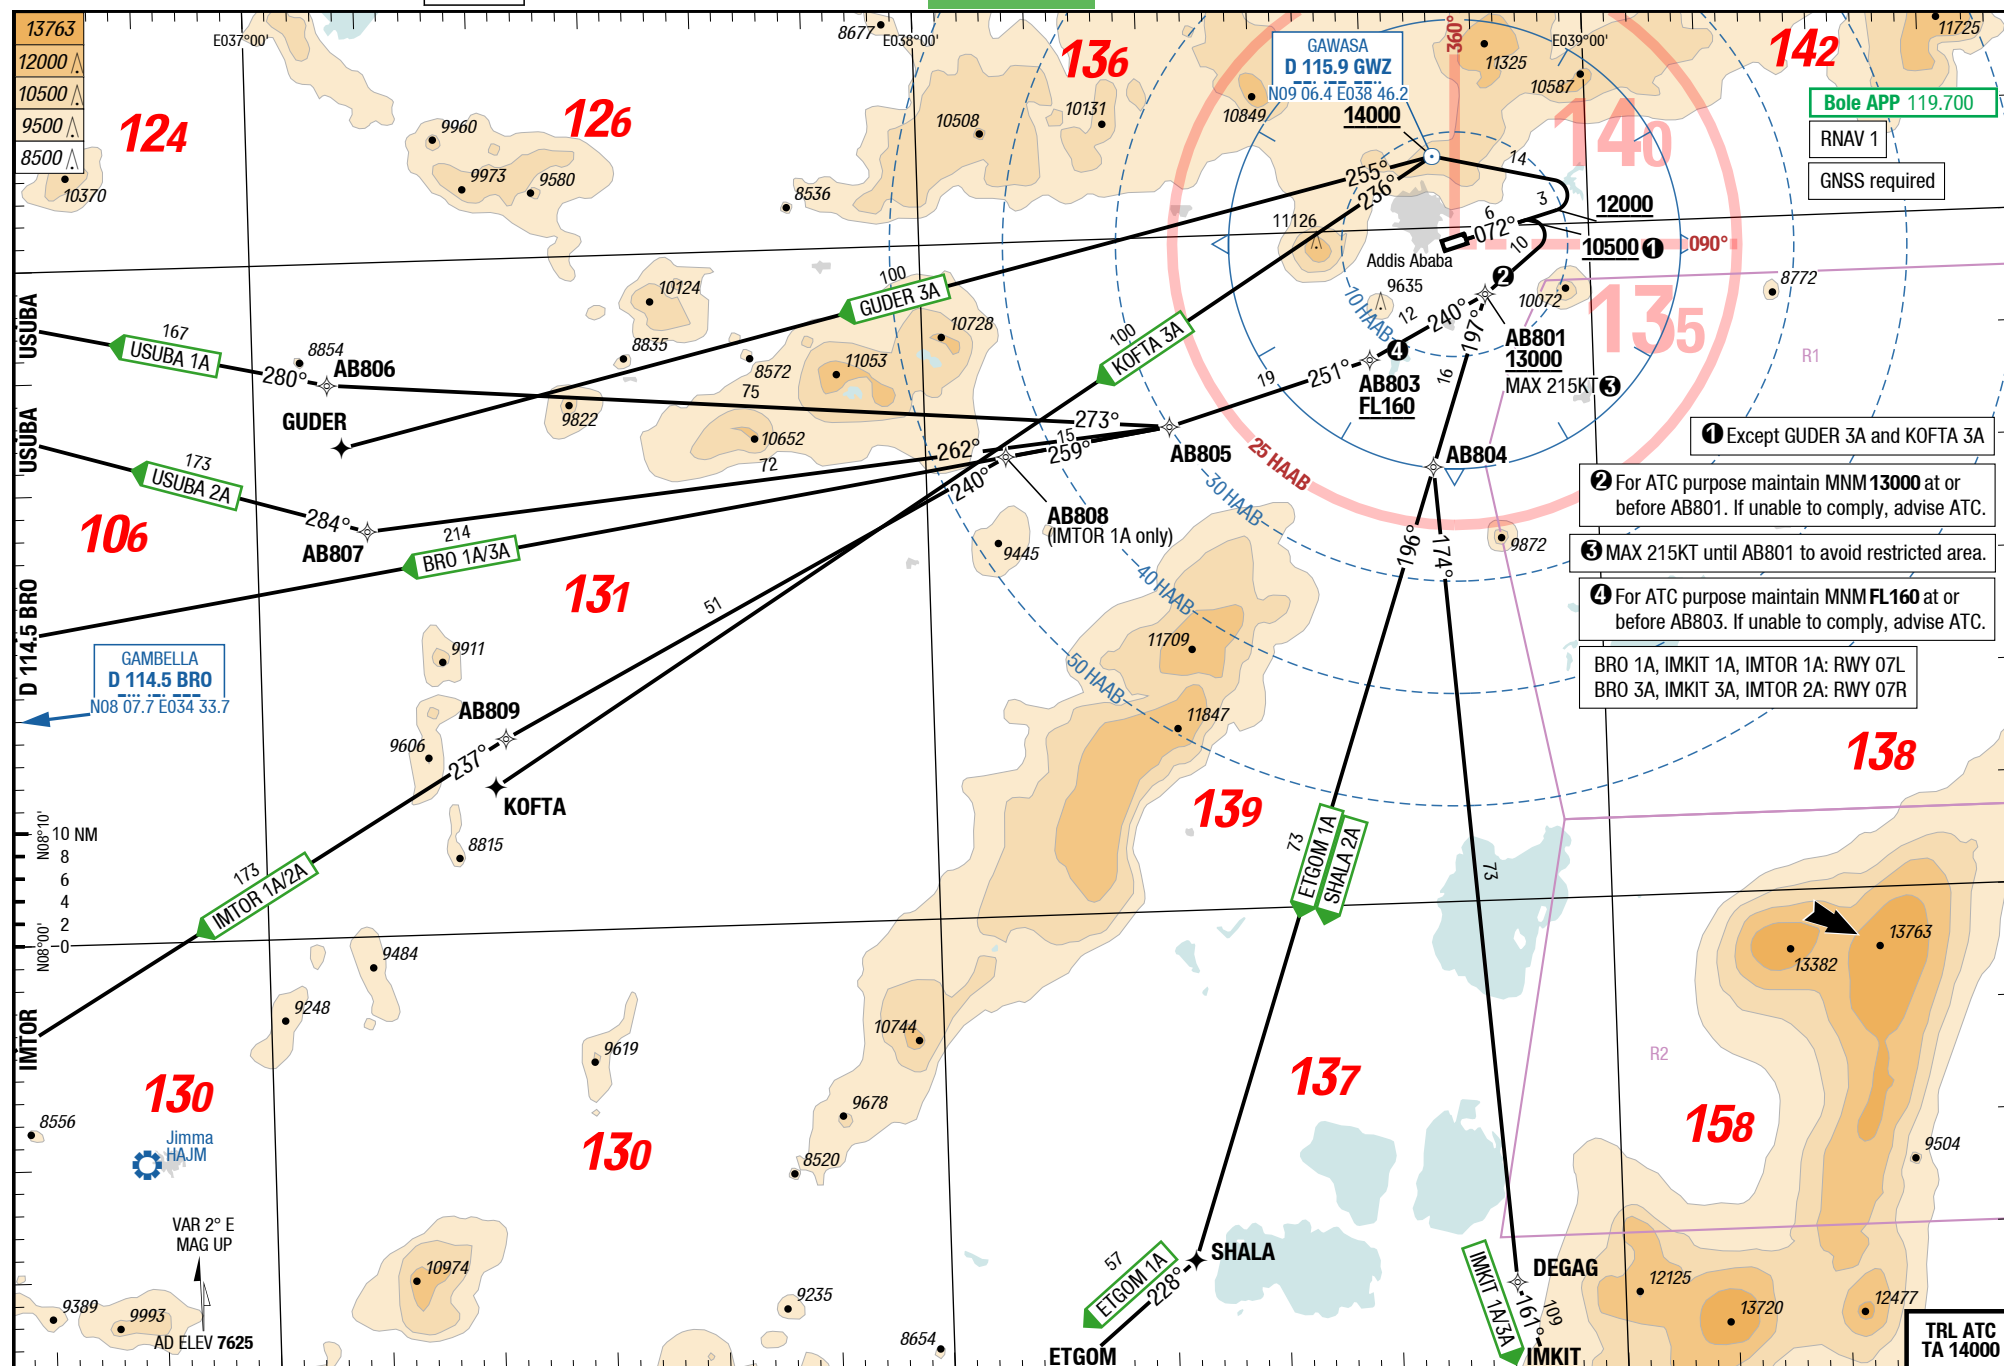 13763
12000
10500
9500
8500
E037°00'
E038°00'
E039°00'
8677
136
142
11725
124
126
GAWASA
D 115.9 GWZ
N09 06.4 E038 46.2
14000
360°
11325
10587
140
Bole APP 119.700
RNAV 1
GNSS required
10370
9960
9973
9580
8536
10508
10131
10849
255°
236°
14
3
12000
6
072°
10
10500 ❶
090°
11126
Addis Ababa
9635
10 HAAB
❷
10072
135
8772
R1
USUBA
167
USUBA 1A
280°
8854
AB806
GUDER
10124
8835
8572
100
GUDER 3A
10728
11053
75
9822
10652
72
100
KOFTA 3A
12
240°
197°
AB801
13000
MAX 215KT ❸
❹
AB803
FL160
251°
19
16
273°
AB805
15
262°
259°
240°
AB804
25 HAAB
30 HAAB
40 HAAB
50 HAAB
❶ Except GUDER 3A and KOFTA 3A
❷ For ATC purpose maintain MNM 13000 at or
before AB801. If unable to comply, advise ATC.
❸ MAX 215KT until AB801 to avoid restricted area.
❹ For ATC purpose maintain MNM FL160 at or
before AB803. If unable to comply, advise ATC.
BRO 1A, IMKIT 1A, IMTOR 1A: RWY 07L
BRO 3A, IMKIT 3A, IMTOR 2A: RWY 07R
USUBA
173
USUBA 2A
284°
AB807
106
214
BRO 1A/3A
131
AB808
(IMTOR 1A only)
9445
9872
196°
174°
D 114.5 BRO
GAMBELLA
D 114.5 BRO
N08 07.7 E034 33.7
51
9911
AB809
9606
237°
KOFTA
8815
11709
11847
139
138
N08°10'
10 NM
8
6
4
2
0
N08°00'
173
IMTOR 1A/2A
IMTOR
73
ETGOM 1A
SHALA 2A
73
9484
9248
9619
10744
9678
8520
13763
13382
R2
137
158
9504
130
130
8556
Jimma
HAJM
VAR 2° E
MAG UP
AD ELEV 7625
9389
9993
10974
9235
8654
57
ETGOM 1A
228°
SHALA
ETGOM
IMKIT 1A/3A
161°
109
DEGAG
IMKIT
12125
13720
12477
TRL ATC
TA 14000